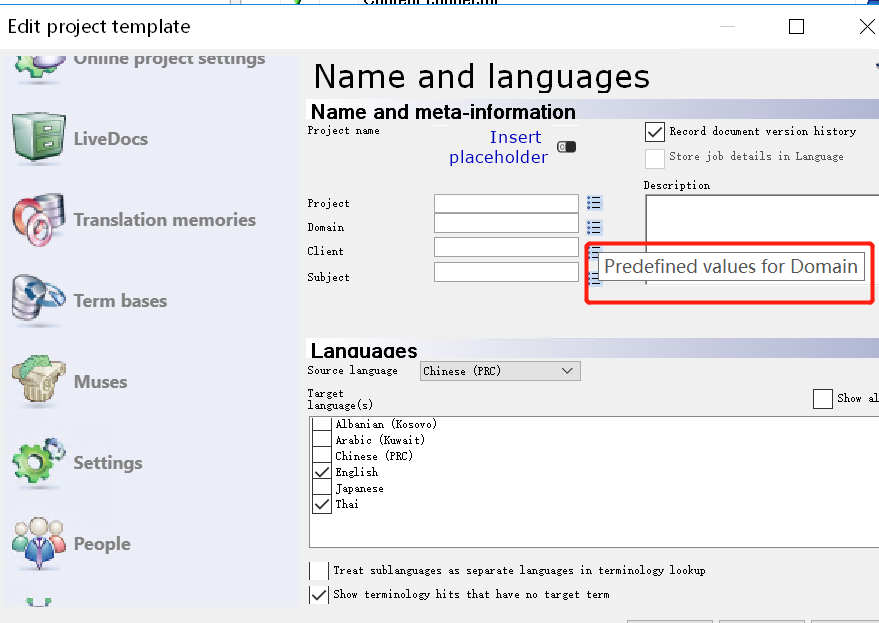 Edit project template
Online project settings
LiveDocs
Translation memories
Term bases
Muses
Settings
People
Name and languages
Name and meta-information
Project name
Insert
placeholder
Record document version history
Store job details in Language
Description
Project
Domain
Client
Subject
Predefined values for Domain
Languages
Source language
Chinese (PRC)
Target
language(s)
Show al
Albanian (Kosovo)
Arabic (Kuwait)
Chinese (PRC)
English
Japanese
Thai
Treat sublanguages as separate languages in terminology lookup
Show terminology hits that have no target term